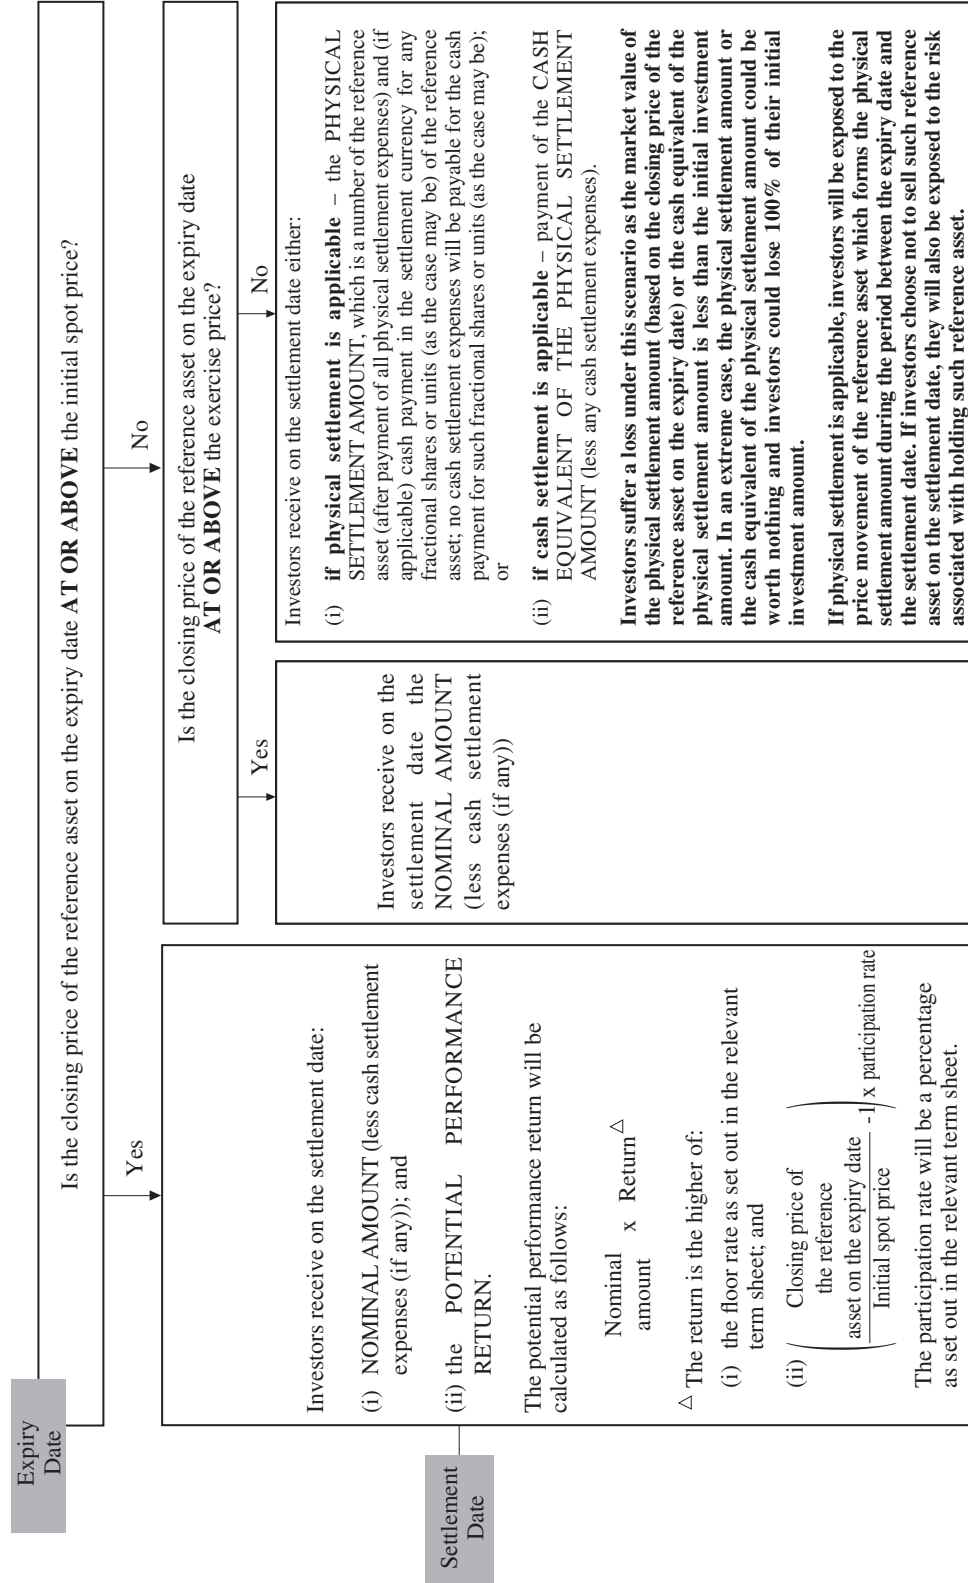 Expiry
Date
Is the closing price of the reference asset on the expiry date AT OR ABOVE the initial spot price?
Yes
No
Is the closing price of the reference asset on the expiry date
AT OR ABOVE the exercise price?
Yes
No
Settlement
Date
Investors receive on the settlement date:
(i) NOMINAL AMOUNT (less cash settlement
expenses (if any)); and
(ii) the POTENTIAL PERFORMANCE
RETURN.
The potential performance return will be
calculated as follows:
Nominal
amount x Return△
△ The return is the higher of:
(i) the floor rate as set out in the relevant
term sheet; and
(ii) ( Closing price of
the reference
asset on the expiry date
Initial spot price -1 ) x participation rate
The participation rate will be a percentage
as set out in the relevant term sheet.
Investors receive on the
settlement date the
NOMINAL AMOUNT
(less cash settlement
expenses (if any))
Investors receive on the settlement date either:
(i) if physical settlement is applicable – the PHYSICAL
SETTLEMENT AMOUNT, which is a number of the reference
asset (after payment of all physical settlement expenses) and (if
applicable) cash payment in the settlement currency for any
fractional shares or units (as the case may be) of the reference
asset; no cash settlement expenses will be payable for the cash
payment for such fractional shares or units (as the case may be);
or
(ii) if cash settlement is applicable – payment of the CASH
EQUIVALENT OF THE PHYSICAL SETTLEMENT
AMOUNT (less any cash settlement expenses).
Investors suffer a loss under this scenario as the market value of
the physical settlement amount (based on the closing price of the
reference asset on the expiry date) or the cash equivalent of the
physical settlement amount is less than the initial investment
amount. In an extreme case, the physical settlement amount or
the cash equivalent of the physical settlement amount could be
worth nothing and investors could lose 100% of their initial
investment amount.
If physical settlement is applicable, investors will be exposed to the
price movement of the reference asset which forms the physical
settlement amount during the period between the expiry date and
the settlement date. If investors choose not to sell such reference
asset on the settlement date, they will also be exposed to the risk
associated with holding such reference asset.